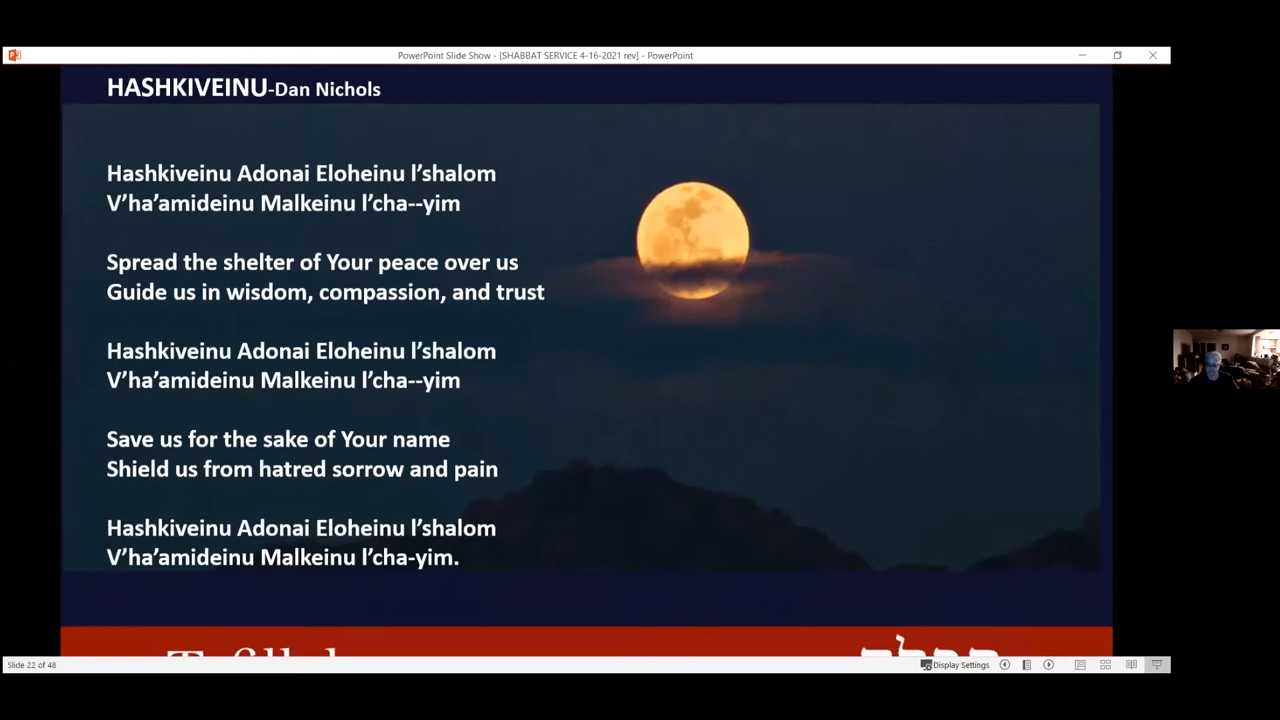 PowerPoint Slide Show - [SHABBAT SERVICE 4-16-2021 rev] - PowerPoint
HASHKIVEINU-Dan Nichols
Hashkiveinu Adonai Eloheinu l’shalom
V’ha’amideinu Malkeinu l’cha--yim
Spread the shelter of Your peace over us
Guide us in wisdom, compassion, and trust
Hashkiveinu Adonai Eloheinu l’shalom
V’ha’amideinu Malkeinu l’cha--yim
Save us for the sake of Your name
Shield us from hatred sorrow and pain
Hashkiveinu Adonai Eloheinu l’shalom
V’ha’amideinu Malkeinu l’cha-yim.
Slide 22 of 48
Display Settings